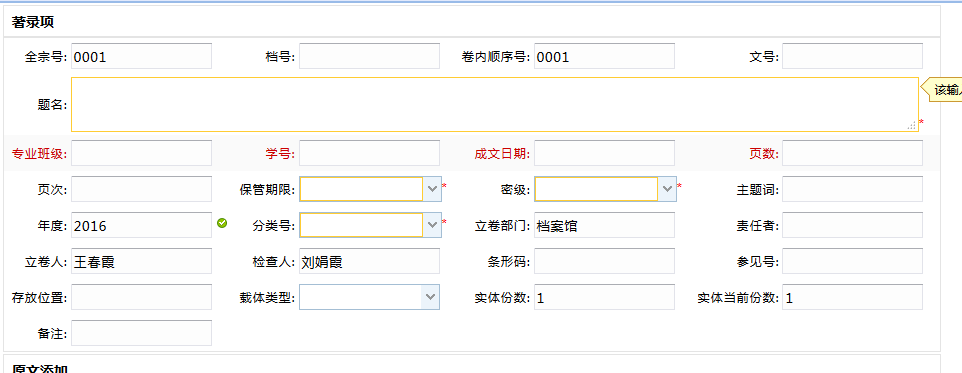 著录项
全宗号: 0001 档号: 卷内顺序号: 0001 文号:
题名: * 该输
专业班级: 学号: 成文日期: 页数:
页次: 保管期限: * 密级: * 主题词:
年度: 2016 分类号: * 立卷部门: 档案馆 责任者:
立卷人: 王春霞 检查人: 刘娟霞 条形码: 参见号:
存放位置: 载体类型: 实体份数: 1 实体当前份数: 1
备注:
原文添加